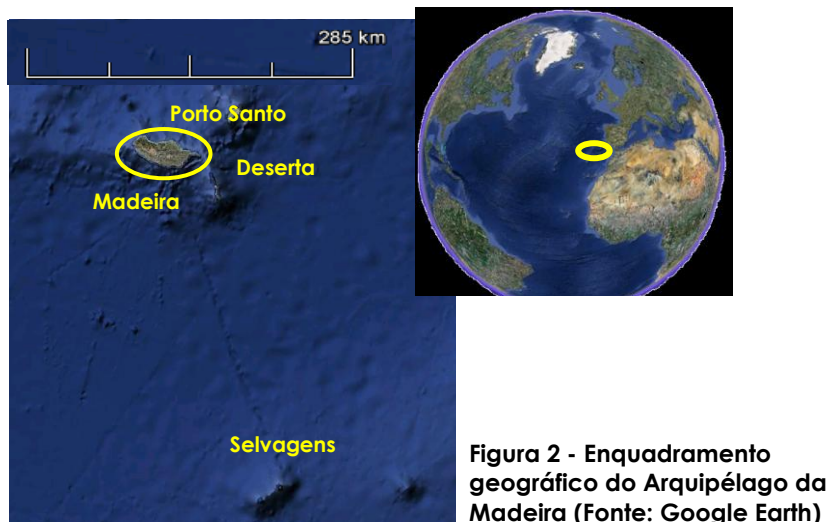 285 km
Porto Santo
Deserta
Madeira
Selvagens
Figura 2 - Enquadramento
geográfico do Arquipélago da
Madeira (Fonte: Google Earth)